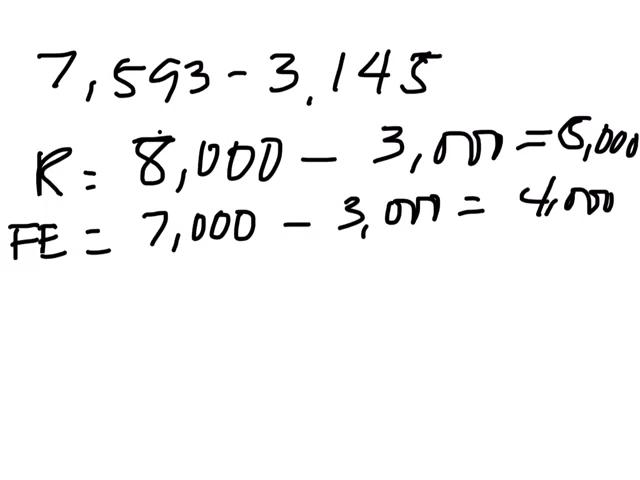 7,593 - 3,145
R = 8,000 - 3,000 = 5,000
FE = 7,000 - 3,000 = 4,000